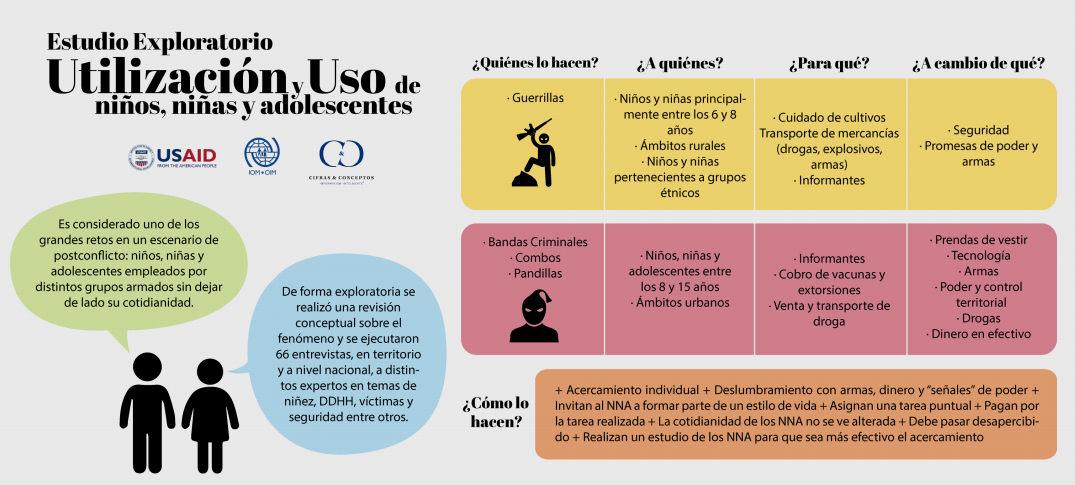 Estudio Exploratorio
Utilización y Uso de
niños, niñas y adolescentes
USAID
FROM THE AMERICAN PEOPLE
IOM • OIM
C&C
CIFRAS & CONCEPTOS
Es considerado uno de los
grandes retos en un escenario de
postconflicto: niños, niñas y
adolescentes empleados por
distintos grupos armados sin dejar
de lado su cotidianidad.
De forma exploratoria se
realizó una revisión
conceptual sobre el
fenómeno y se ejecutaron
66 entrevistas, en territorio
y a nivel nacional, a distin-
tos expertos en temas de
niñez, DDHH, víctimas y
seguridad entre otros.
¿Quiénes lo hacen?
¿A quiénes?
¿Para qué?
¿A cambio de qué?
· Guerrillas
· Niños y niñas principal-
mente entre los 6 y 8
años
· Ámbitos rurales
· Niños y niñas
pertenecientes a grupos
étnicos
· Cuidado de cultivos
Transporte de mercancías
(drogas, explosivos,
armas)
· Informantes
· Seguridad
· Promesas de poder y
armas
· Bandas Criminales
· Combos
· Pandillas
· Niños, niñas y
adolescentes entre
los 8 y 15 años
· Ámbitos urbanos
· Informantes
· Cobro de vacunas y
extorsiones
· Venta y transporte de
droga
· Prendas de vestir
· Tecnología
· Armas
· Poder y control
territorial
· Drogas
· Dinero en efectivo
¿Cómo lo
hacen?
+ Acercamiento individual + Deslumbramiento con armas, dinero y “señales” de poder +
Invitan al NNA a formar parte de un estilo de vida + Asignan una tarea puntual + Pagan por
la tarea realizada + La cotidianidad de los NNA no se ve alterada + Debe pasar desapercibi-
do + Realizan un estudio de los NNA para que sea más efectivo el acercamiento